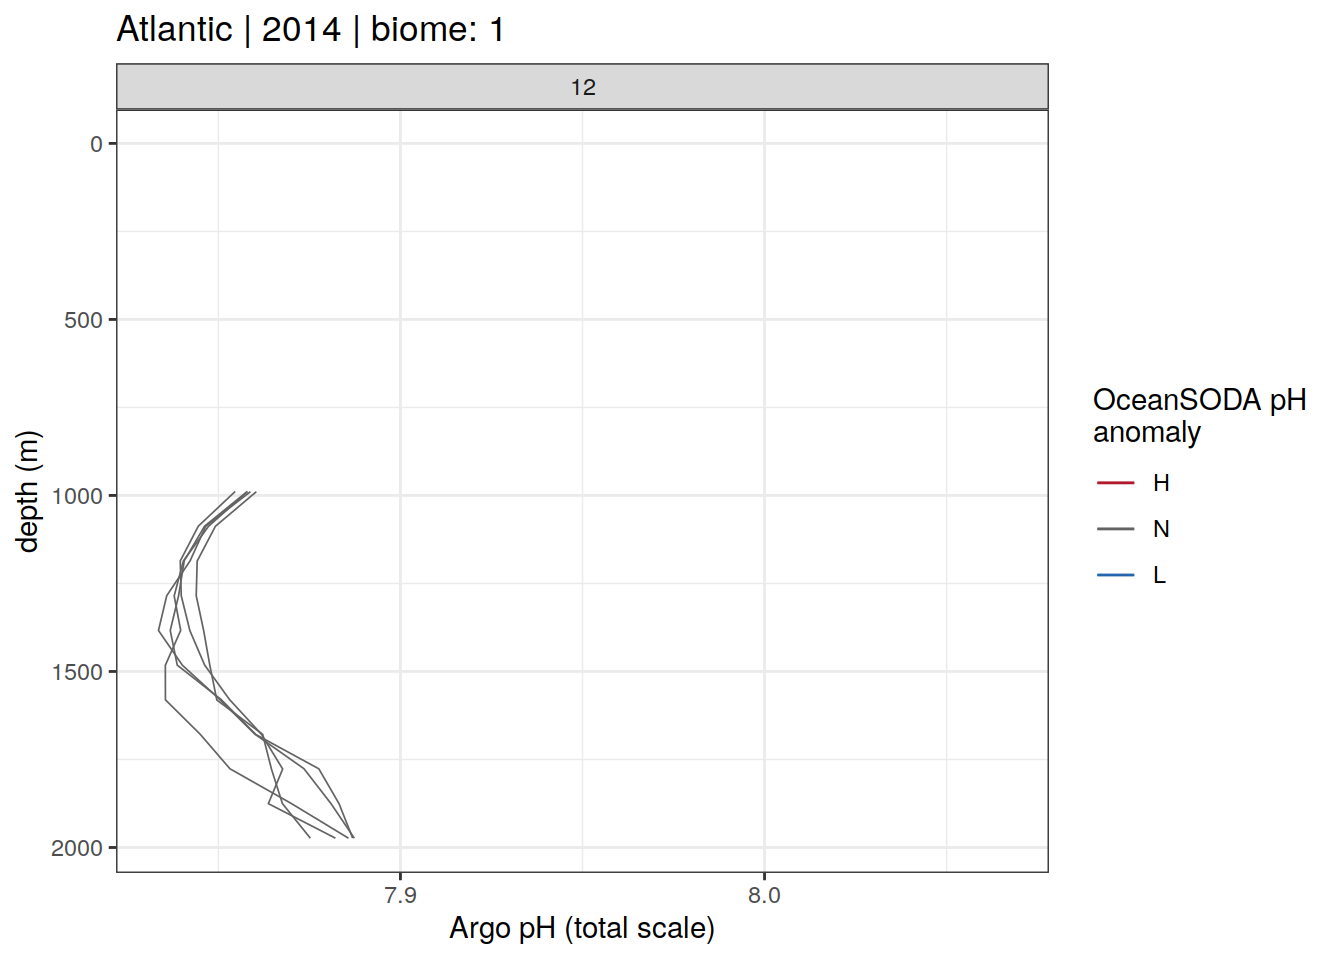 Atlantic | 2014 | biome: 1
12
0
500
1000
1500
2000
depth (m)
7.9
8.0
Argo pH (total scale)
OceanSODA pH
anomaly
H
N
L